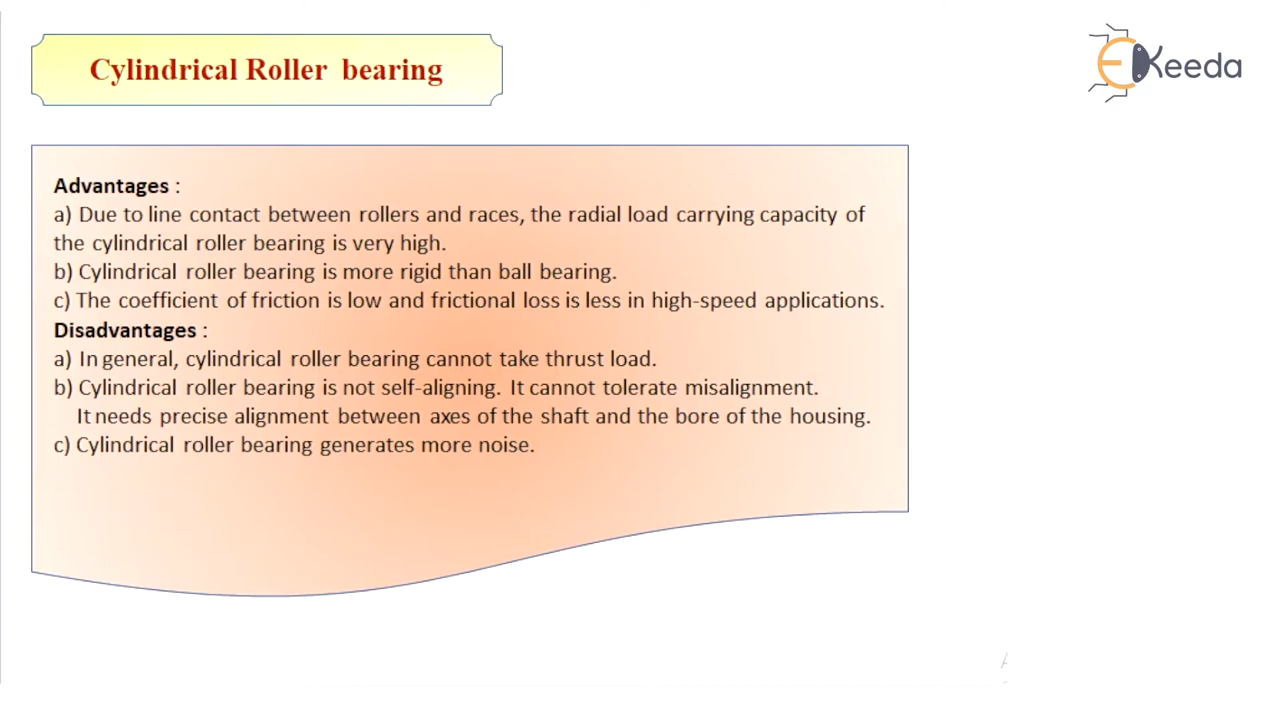 Cylindrical Roller bearing
EKeeda
Advantages :
a) Due to line contact between rollers and races, the radial load carrying capacity of
the cylindrical roller bearing is very high.
b) Cylindrical roller bearing is more rigid than ball bearing.
c) The coefficient of friction is low and frictional loss is less in high-speed applications.
Disadvantages :
a) In general, cylindrical roller bearing cannot take thrust load.
b) Cylindrical roller bearing is not self-aligning. It cannot tolerate misalignment.
It needs precise alignment between axes of the shaft and the bore of the housing.
c) Cylindrical roller bearing generates more noise.